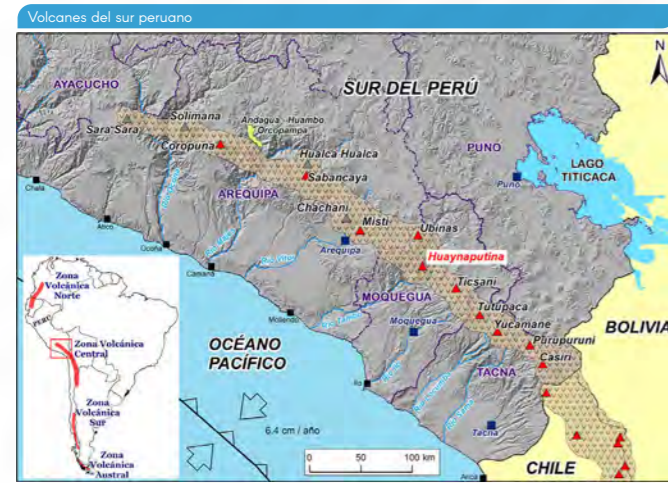 Volcanes del sur peruano
N
AYACUCHO
SUR DEL PERÚ
Solimana
Sara Sara
Andagua Huambo
Orcopampa
Coropuna
Hualca Hualca
Sabancaya
PUNO
LAGO
TITICACA
Puno
Chala
AREQUIPA
Chachani
Misti
Ubinas
Atico
Ocoña
Camaná
Arequipa
Huaynaputina
Ticsani
MOQUEGUA
Tutupaca
Mollendo
Moquegua
Yucamane
Purupuruni
Casiri
BOLIVIA
OCÉANO
PACÍFICO
TACNA
Ilo
Tacna
Arica
CHILE
6.4 cm / año
0 50 100
km
Zona
Volcánica
Norte
PERÚ
Zona Volcánica
Central
Zona
Volcánica
Sur
Zona
Volcánica
Austral